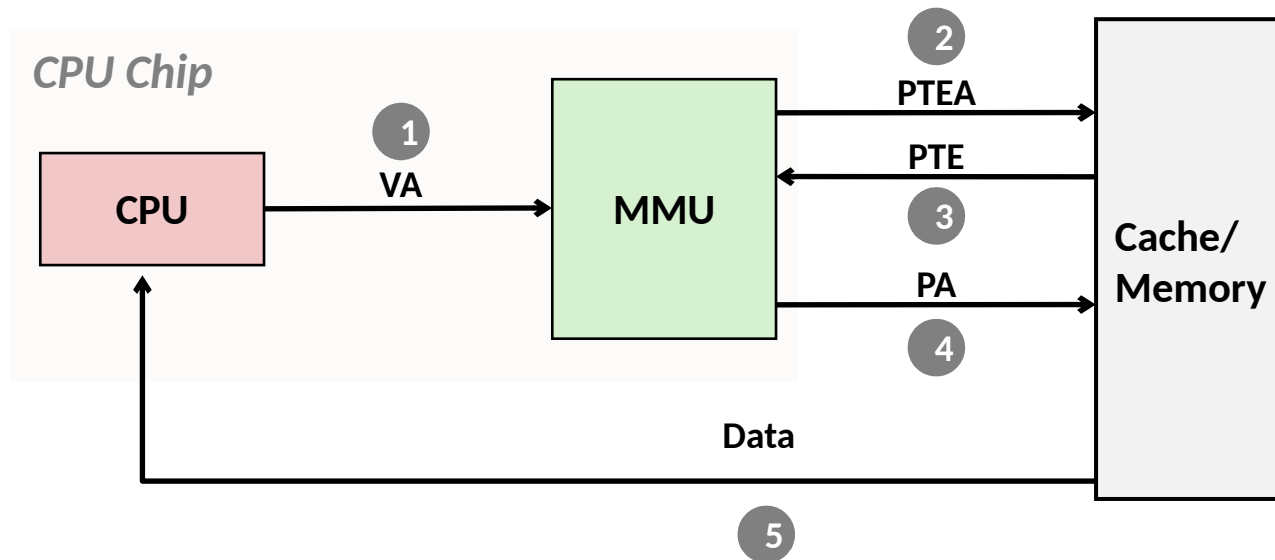 CPU Chip
2
PTEA
1
VA
PTE
CPU
MMU
3
Cache/
Memory
PA
4
Data
5